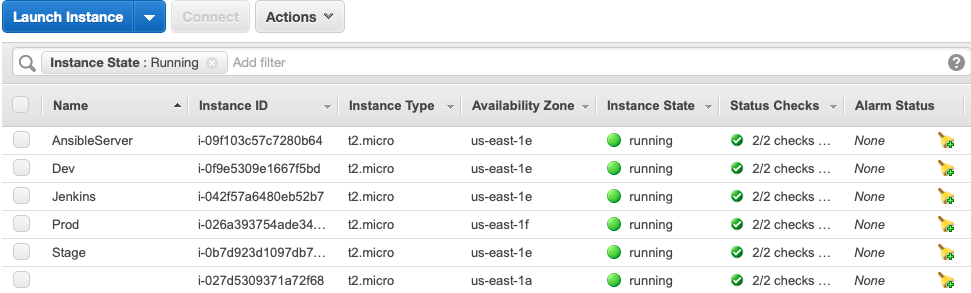 Launch Instance Connect Actions
Instance State : Running Add filter ?
Name Instance ID Instance Type Availability Zone Instance State Status Checks Alarm Status
AnsibleServer i-09f103c57c7280b64 t2.micro us-east-1e running 2/2 checks ... None
Dev i-0f9e5309e1667f5bd t2.micro us-east-1e running 2/2 checks ... None
Jenkins i-042f57a6480eb52b7 t2.micro us-east-1e running 2/2 checks ... None
Prod i-026a393754ade34... t2.micro us-east-1f running 2/2 checks ... None
Stage i-0b7d923d1097db7... t2.micro us-east-1e running 2/2 checks ... None
i-027d5309371a72f68 t2.micro us-east-1a running 2/2 checks ... None